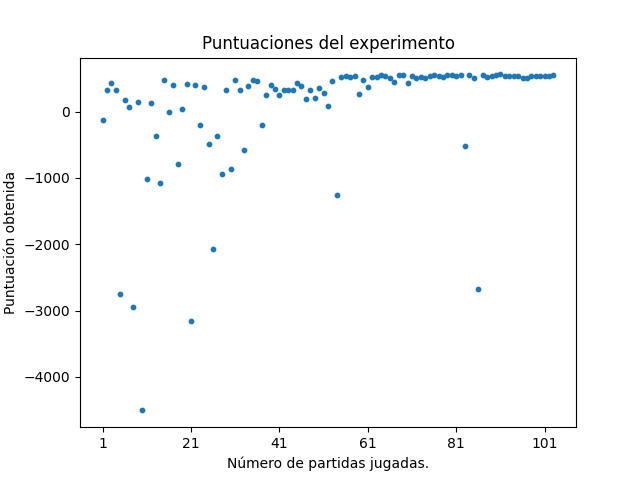 Puntuaciones del experimento
Puntuación obtenida
0
−1000
−2000
−3000
−4000
1 21 41 61 81 101
Número de partidas jugadas.